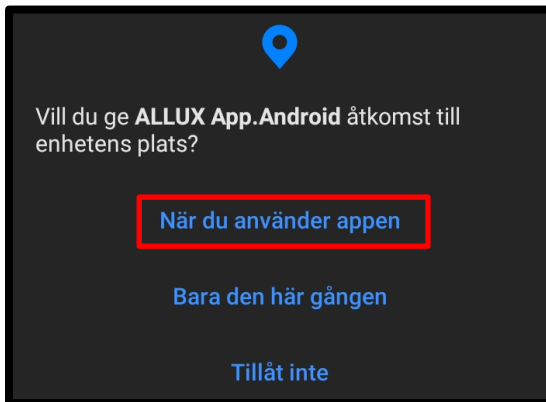 Vill du ge ALLUX App.Android åtkomst till
enhetens plats?
När du använder appen
Bara den här gången
Tillåt inte